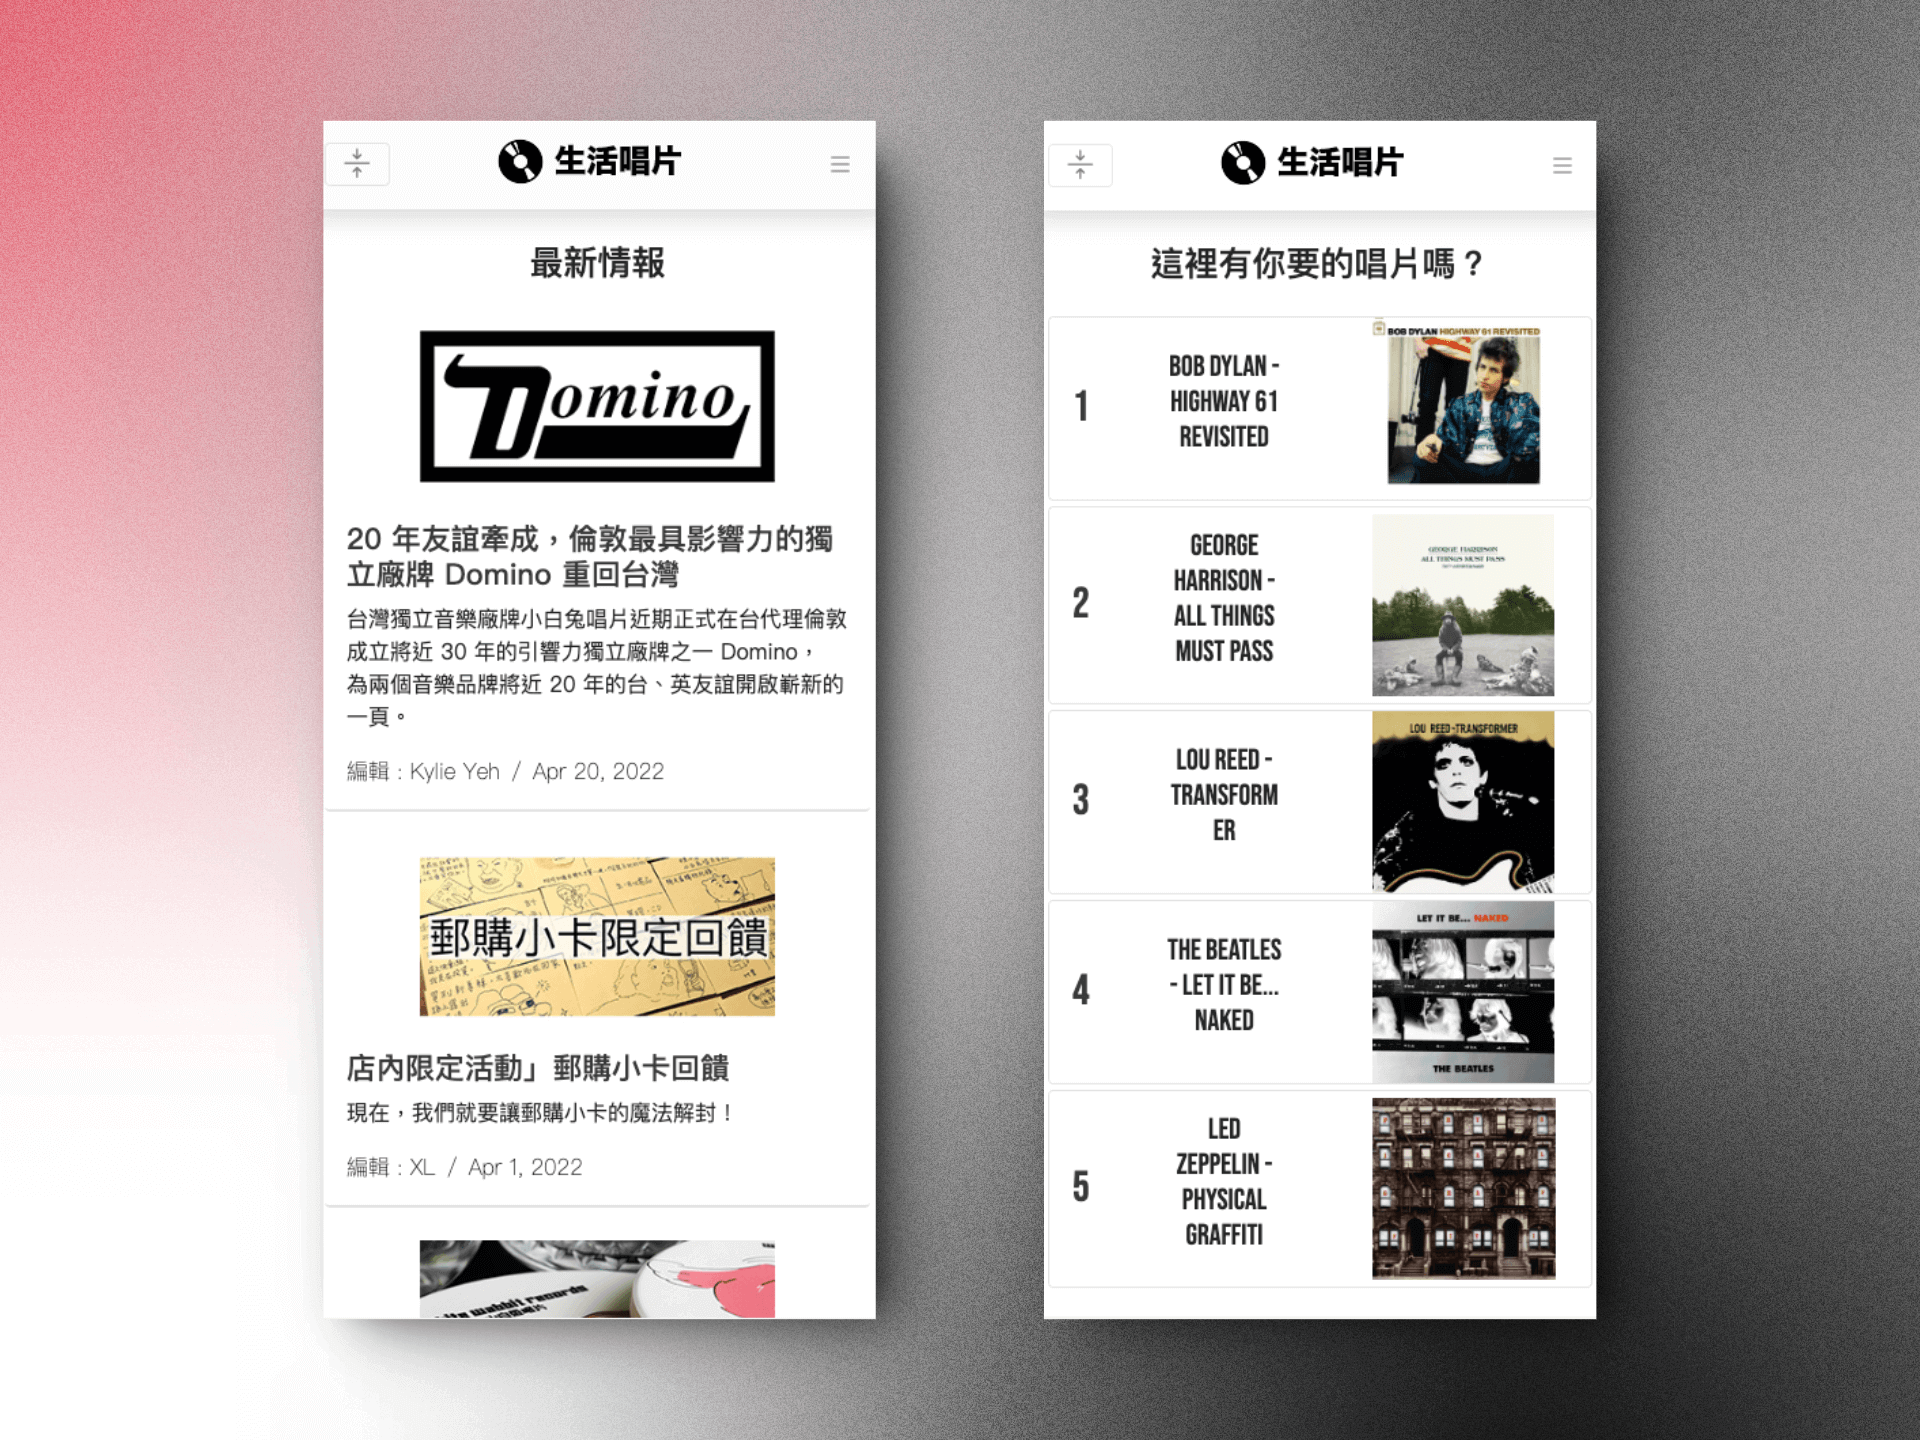 生活唱片
最新情報
Domino
20 年友誼牽成，倫敦最具影響力的獨
立廠牌 Domino 重回台灣
台灣獨立音樂廠牌小白兔唱片近期正式在台代理倫敦
成立將近 30 年的引響力獨立廠牌之一 Domino，
為兩個音樂品牌將近 20 年的台、英友誼開啟嶄新的
一頁。
編輯 : Kylie Yeh / Apr 20, 2022
郵購小卡限定回饋
店內限定活動」郵購小卡回饋
現在，我們就要讓郵購小卡的魔法解封！
編輯 : XL / Apr 1, 2022
生活唱片
這裡有你要的唱片嗎？
1
BOB DYLAN -
HIGHWAY 61
REVISITED
BOB DYLAN HIGHWAY 61 REVISITED
2
GEORGE
HARRISON -
ALL THINGS
MUST PASS
GEORGE HARRISON
ALL THINGS MUST PASS
3
LOU REED -
TRANSFORM
ER
LOU REED-TRANSFORMER
4
THE BEATLES
- LET IT BE...
NAKED
LET IT BE... NAKED
THE BEATLES
5
LED
ZEPPELIN -
PHYSICAL
GRAFFITI